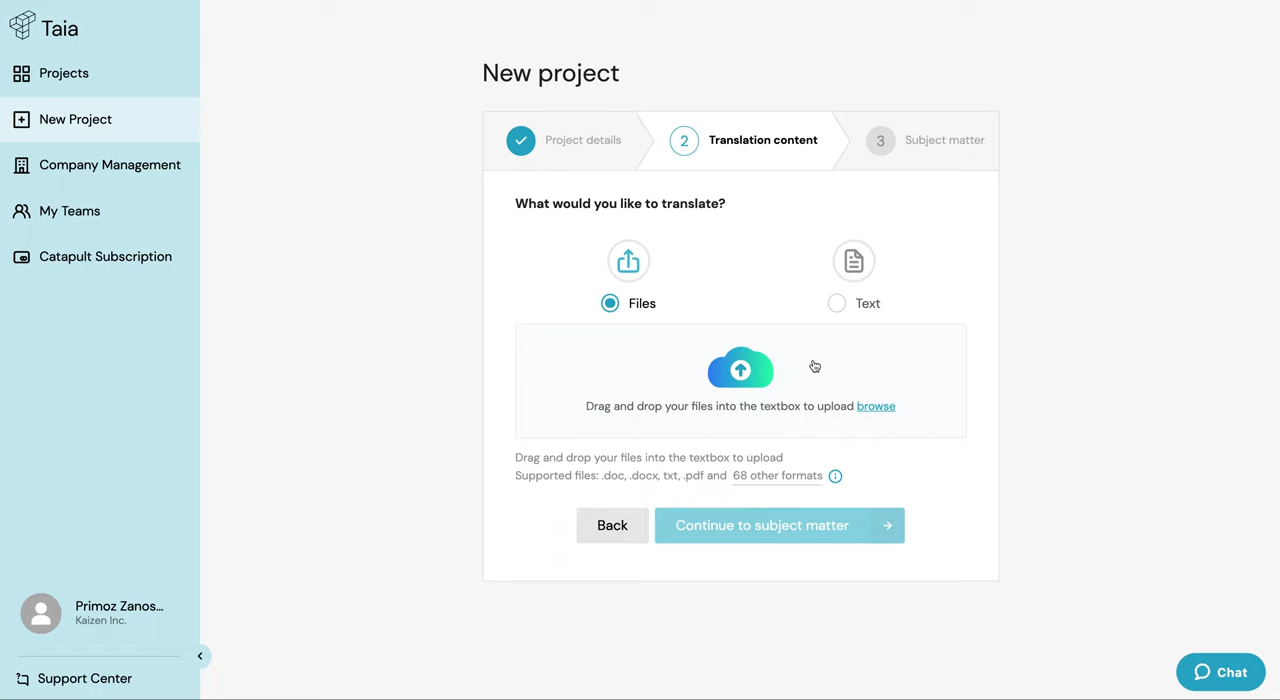 Taia
Projects
New Project
Company Management
My Teams
Catapult Subscription
Primoz Zanos...
Kaizen Inc.
Support Center
New project
Project details
2
Translation content
3
Subject matter
What would you like to translate?
Files
Text
Drag and drop your files into the textbox to upload browse
Drag and drop your files into the textbox to upload
Supported files: .doc, .docx, txt, .pdf and 68 other formats
Back
Continue to subject matter
Chat